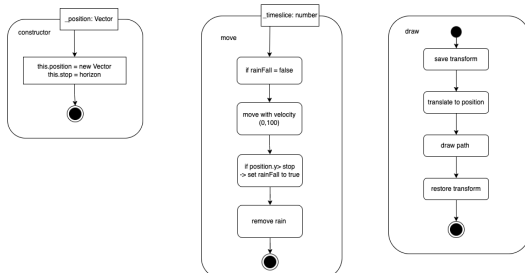 _position: Vector
constructor
this.position = new Vector
this.stop = horizon
_timeslice: number
move
if rainFall = false
move with velocity
(0,100)
if position.y> stop
-> set rainFall to true
remove rain
draw
save transform
translate to position
draw path
restore transform